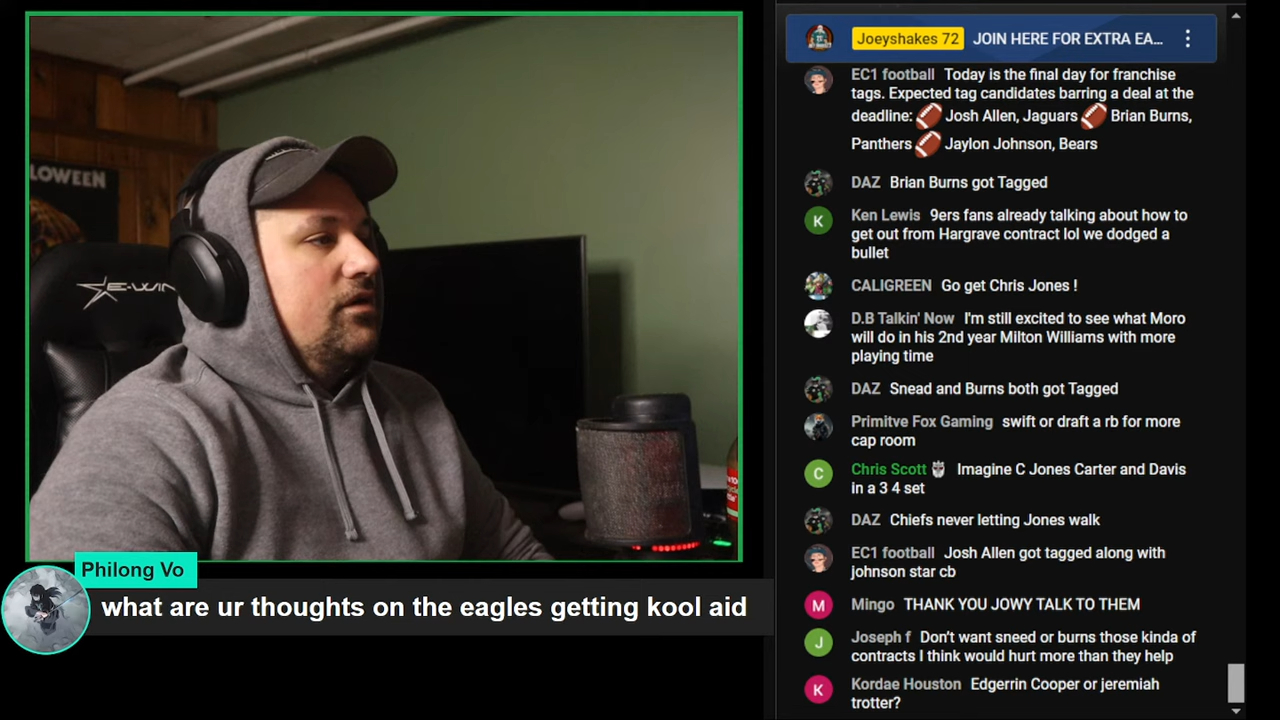 LOWEEN
E-WIN
Philong Vo
what are ur thoughts on the eagles getting kool aid
Joeyshakes 72 JOIN HERE FOR EXTRA EA...
EC1 football Today is the final day for franchise
tags. Expected tag candidates barring a deal at the
deadline: 🏈 Josh Allen, Jaguars 🏈 Brian Burns,
Panthers 🏈 Jaylon Johnson, Bears
DAZ Brian Burns got Tagged
K
Ken Lewis 9ers fans already talking about how to
get out from Hargrave contract lol we dodged a
bullet
CALIGREEN Go get Chris Jones !
D.B Talkin' Now I'm still excited to see what Moro
will do in his 2nd year Milton Williams with more
playing time
DAZ Snead and Burns both got Tagged
Primitve Fox Gaming swift or draft a rb for more
cap room
C
Chris Scott Imagine C Jones Carter and Davis
in a 3 4 set
DAZ Chiefs never letting Jones walk
EC1 football Josh Allen got tagged along with
johnson star cb
M
Mingo THANK YOU JOWY TALK TO THEM
J
Joseph f Don't want sneed or burns those kinda of
contracts I think would hurt more than they help
K
Kordae Houston Edgerrin Cooper or jeremiah
trotter?